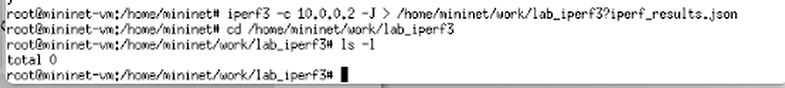 root@mininet-vm:/home/mininet# iperf3 -c 10.0.0.2 -J > /home/mininet/work/lab_iperf3?iperf_results.json
root@mininet-vm:/home/mininet# cd /home/mininet/work/lab_iperf3
root@mininet-vm:/home/mininet/work/lab_iperf3# ls -l
total 0
root@mininet-vm:/home/mininet/work/lab_iperf3#